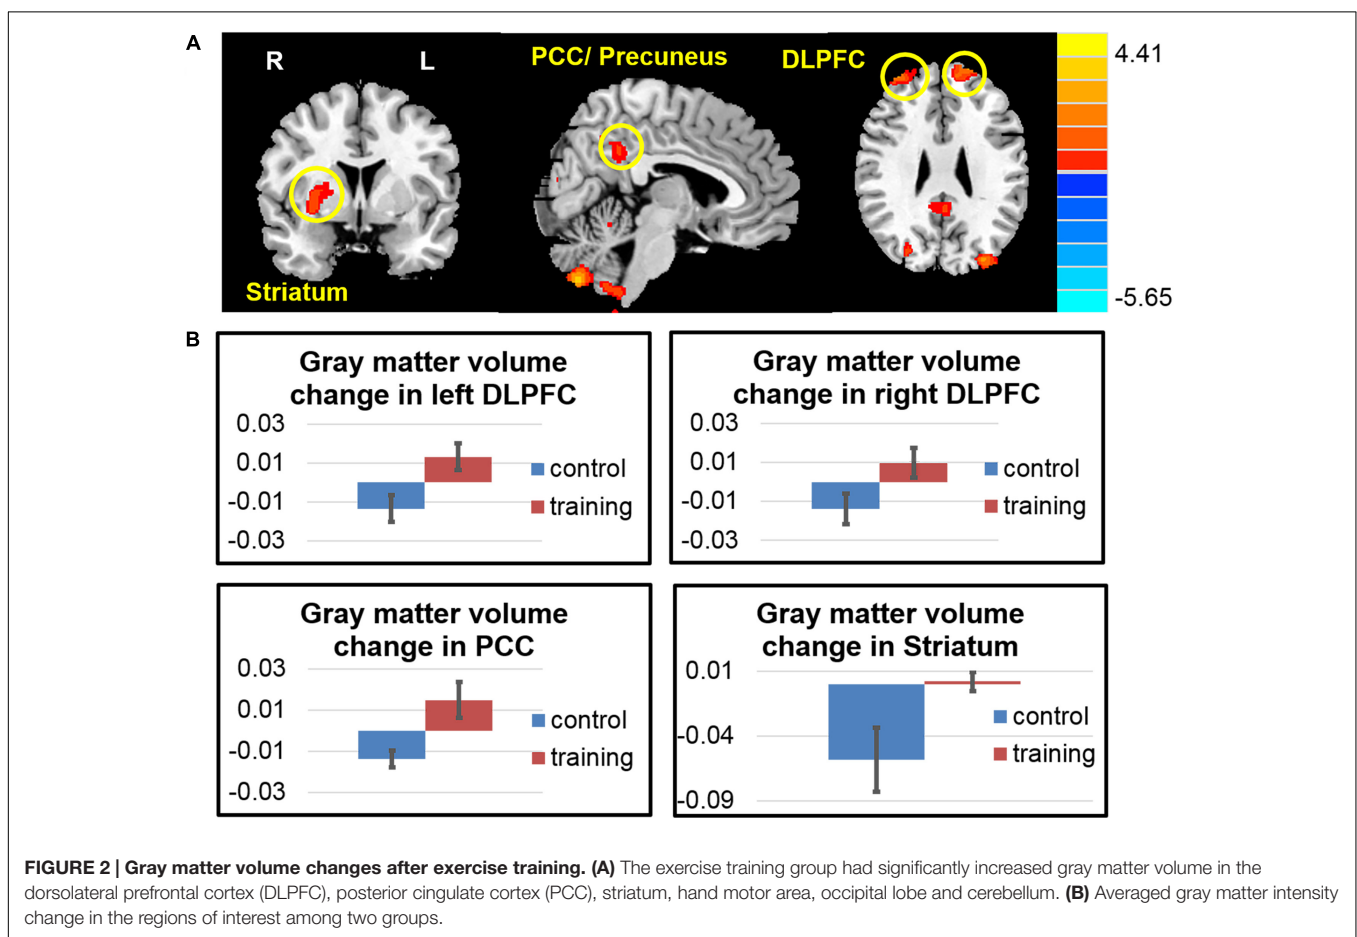 A
R
L
PCC/ Precuneus
DLPFC
Striatum
4.41
-5.65
B
Gray matter volume
change in left DLPFC
0.03
0.01
-0.01
-0.03
control
training
Gray matter volume
change in right DLPFC
0.03
0.01
-0.01
-0.03
control
training
Gray matter volume
change in PCC
0.03
0.01
-0.01
-0.03
control
training
Gray matter volume
change in Striatum
0.01
-0.04
-0.09
control
training
FIGURE 2 | Gray matter volume changes after exercise training. (A) The exercise training group had significantly increased gray matter volume in the
dorsolateral prefrontal cortex (DLPFC), posterior cingulate cortex (PCC), striatum, hand motor area, occipital lobe and cerebellum. (B) Averaged gray matter intensity
change in the regions of interest among two groups.